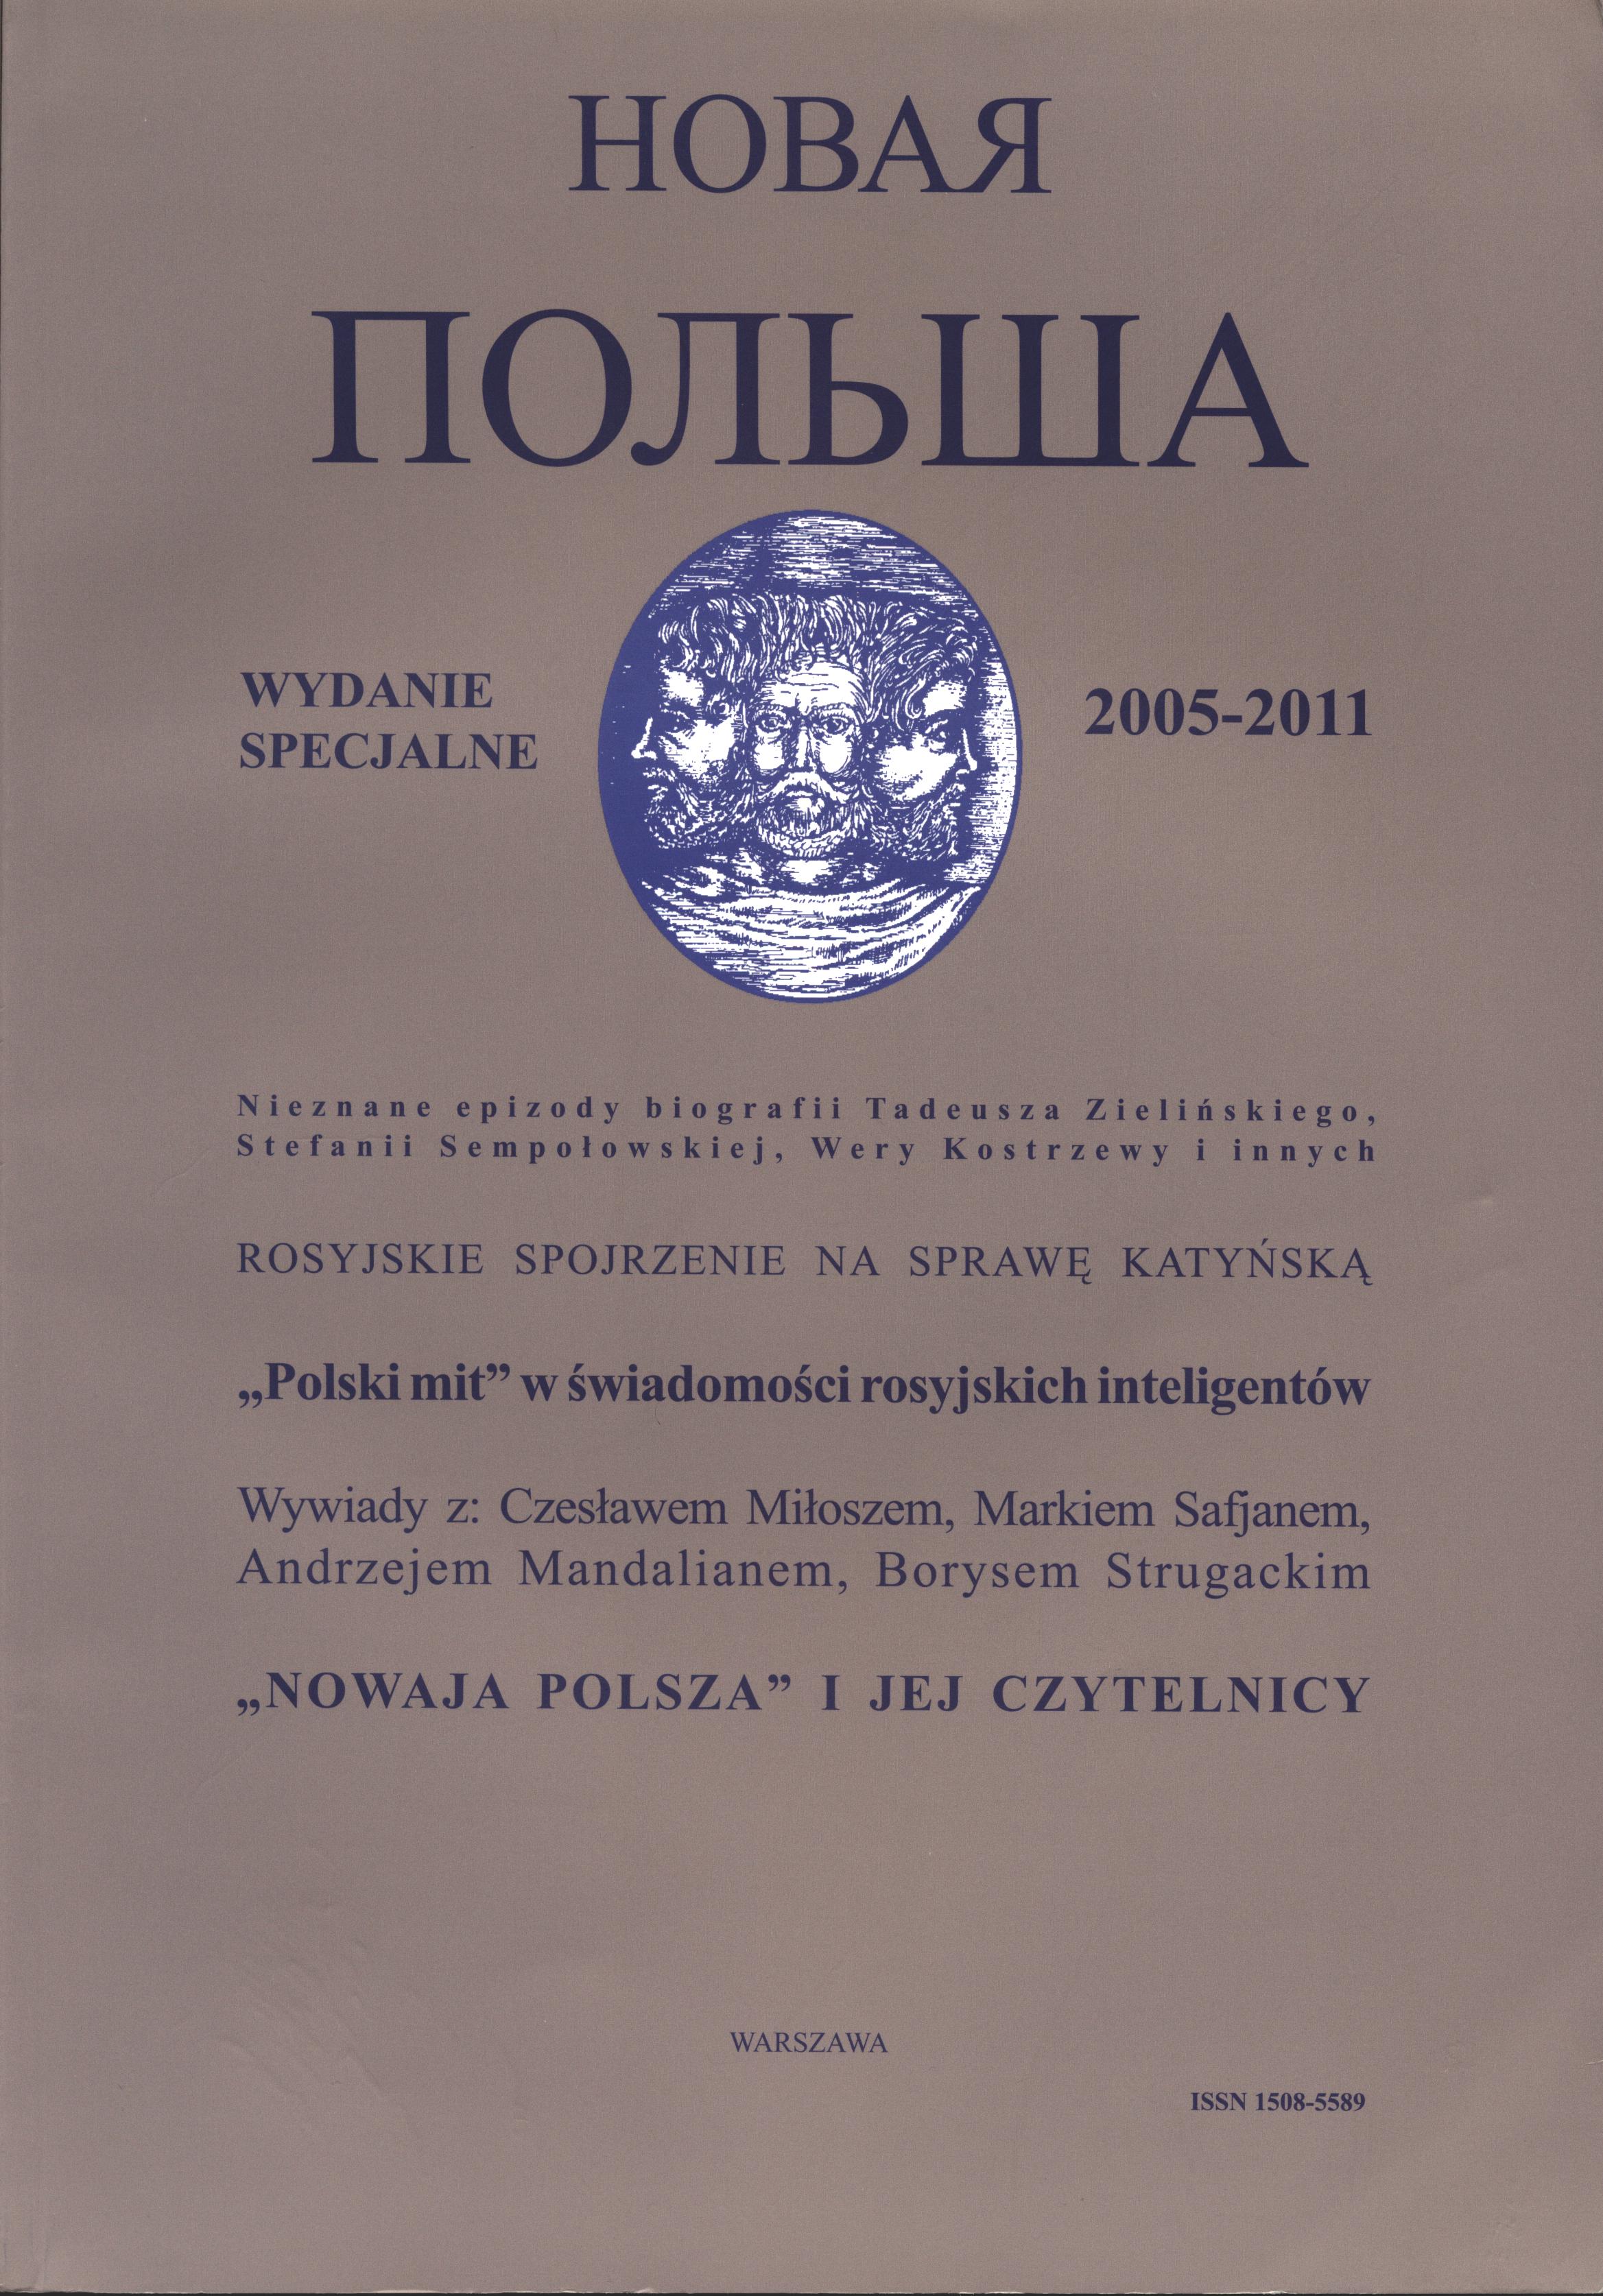 НОВАЯ
ПОЛЬША
WYDANIE
SPECJALNE
2005-2011
Nieznane epizody biografii Tadeusza Zielińskiego,
Stefanii Sempołowskiej, Wery Kostrzewy i innych
ROSYJSKIE SPOJRZENIE NA SPRAWĘ KATYŃSKĄ
„Polski mit” w świadomości rosyjskich inteligentów
Wywiady z: Czesławem Miłoszem, Markiem Safjanem,
Andrzejem Mandalianem, Borysem Strugackim
„NOWAJA POLSZA” I JEJ CZYTELNICY
WARSZAWA
ISSN 1508-5589